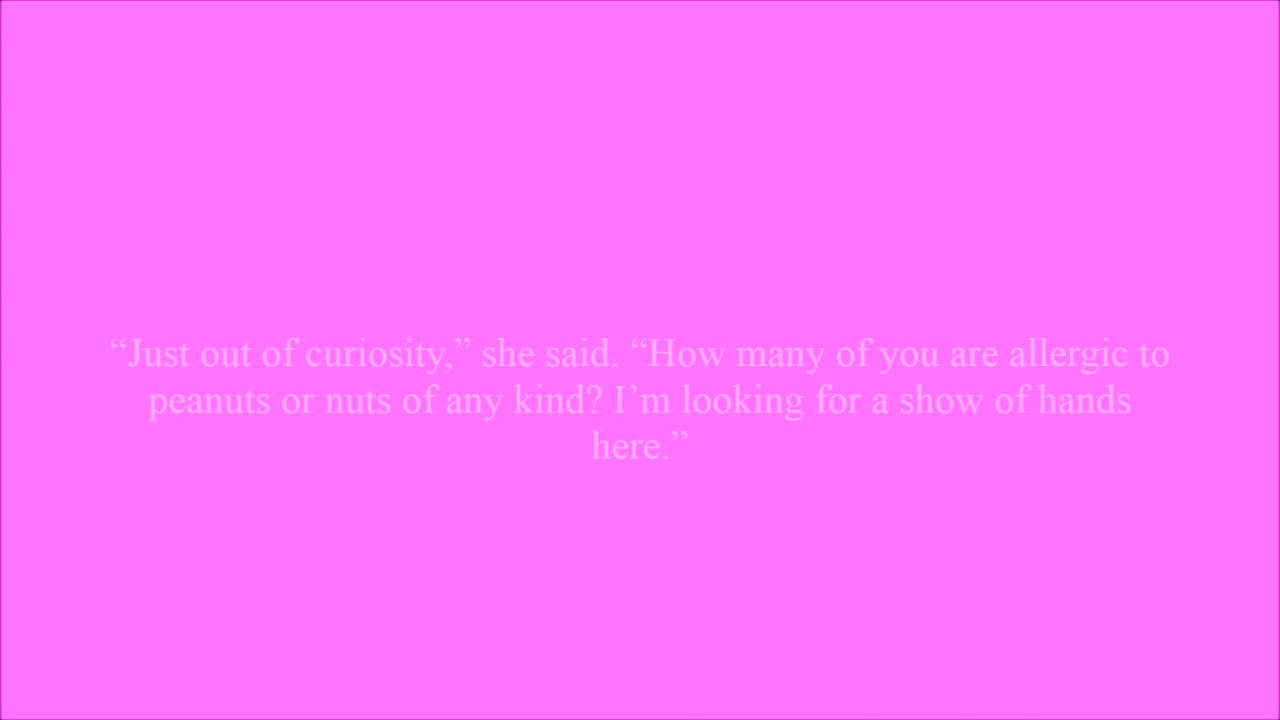 “Just out of curiosity,” she said. “How many of you are allergic to
peanuts or nuts of any kind? I’m looking for a show of hands
here.”